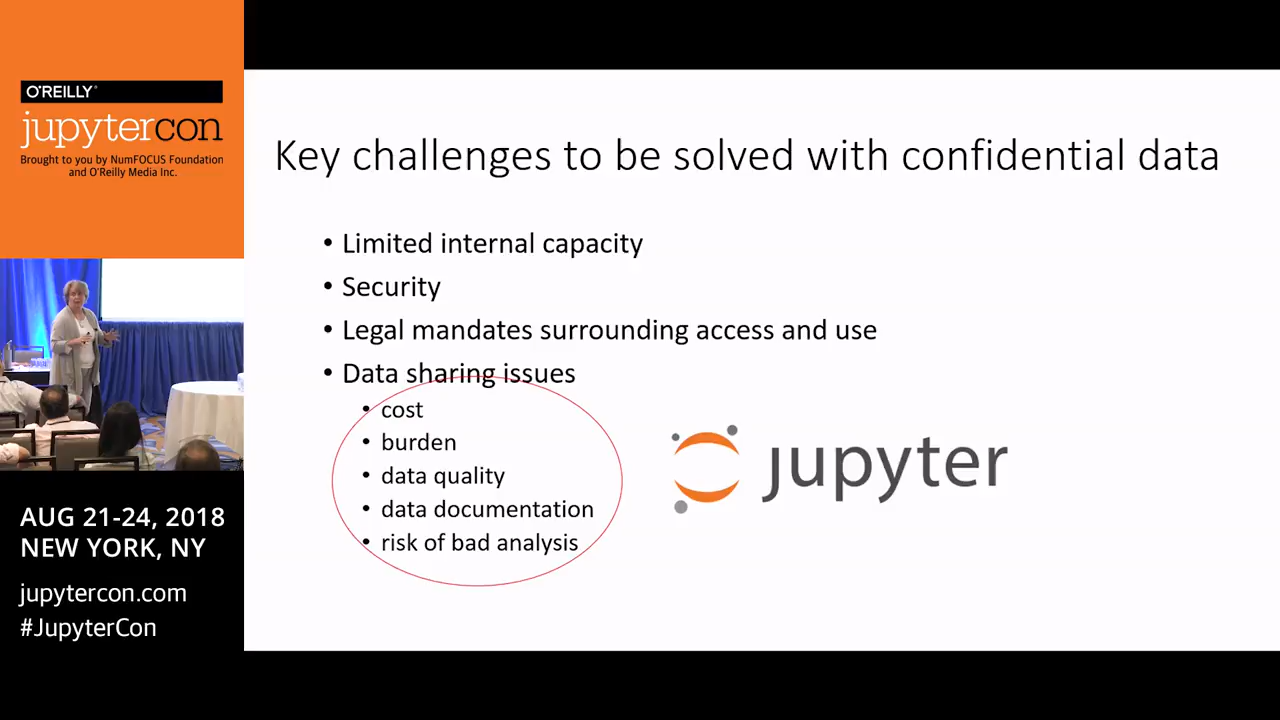 O'REILLY®
jupytercon
Brought to you by NumFOCUS Foundation
and O'Reilly Media Inc.
AUG 21-24, 2018
NEW YORK, NY
jupytercon.com
#JupyterCon
Key challenges to be solved with confidential data
• Limited internal capacity
• Security
• Legal mandates surrounding access and use
• Data sharing issues
• cost
• burden
• data quality
• data documentation
• risk of bad analysis
jupyter